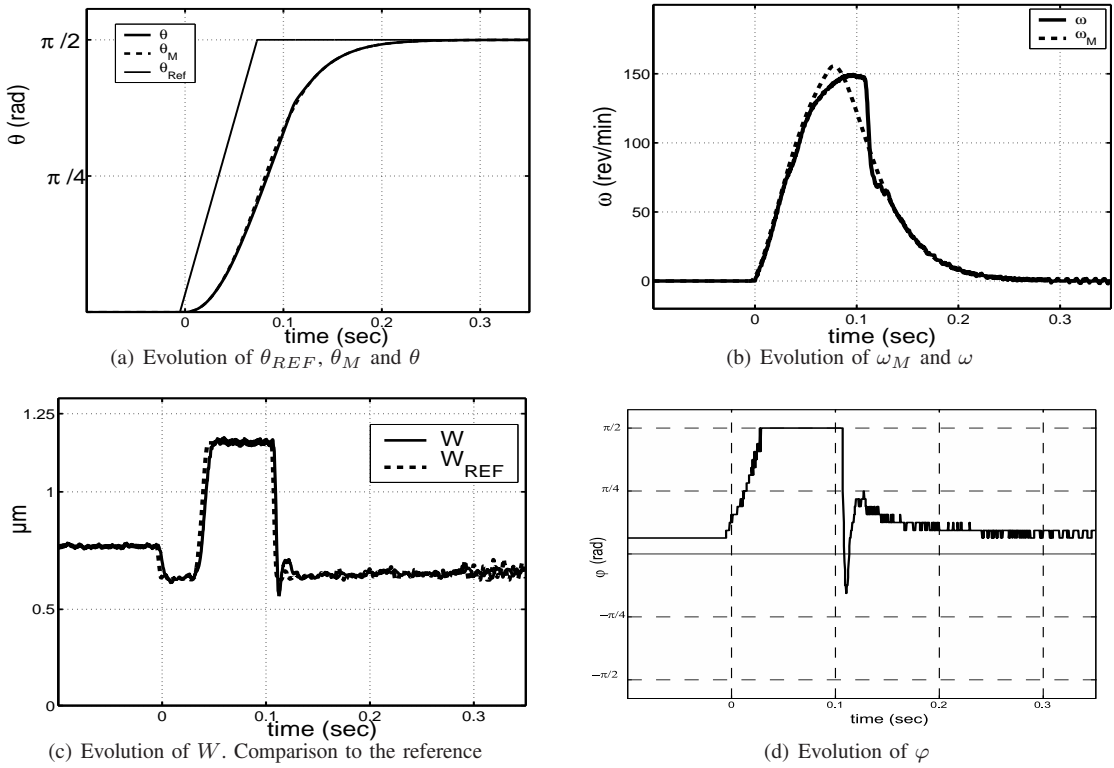 θ
θ_M
θ_Ref
π /2
π /4
θ (rad)
0 0.1 0.2 0.3
time (sec)
(a) Evolution of θ_REF, θ_M and θ
ω
ω_M
150
100
50
0
ω (rev/min)
0 0.1 0.2 0.3
time (sec)
(b) Evolution of ω_M and ω
W
W_REF
1.25
1
0.5
0
μm
0 0.1 0.2 0.3
time (sec)
(c) Evolution of W. Comparison to the reference
π/2
π/4
0
−π/4
−π/2
φ (rad)
0 0.1 0.2 0.3
time (sec)
(d) Evolution of φ